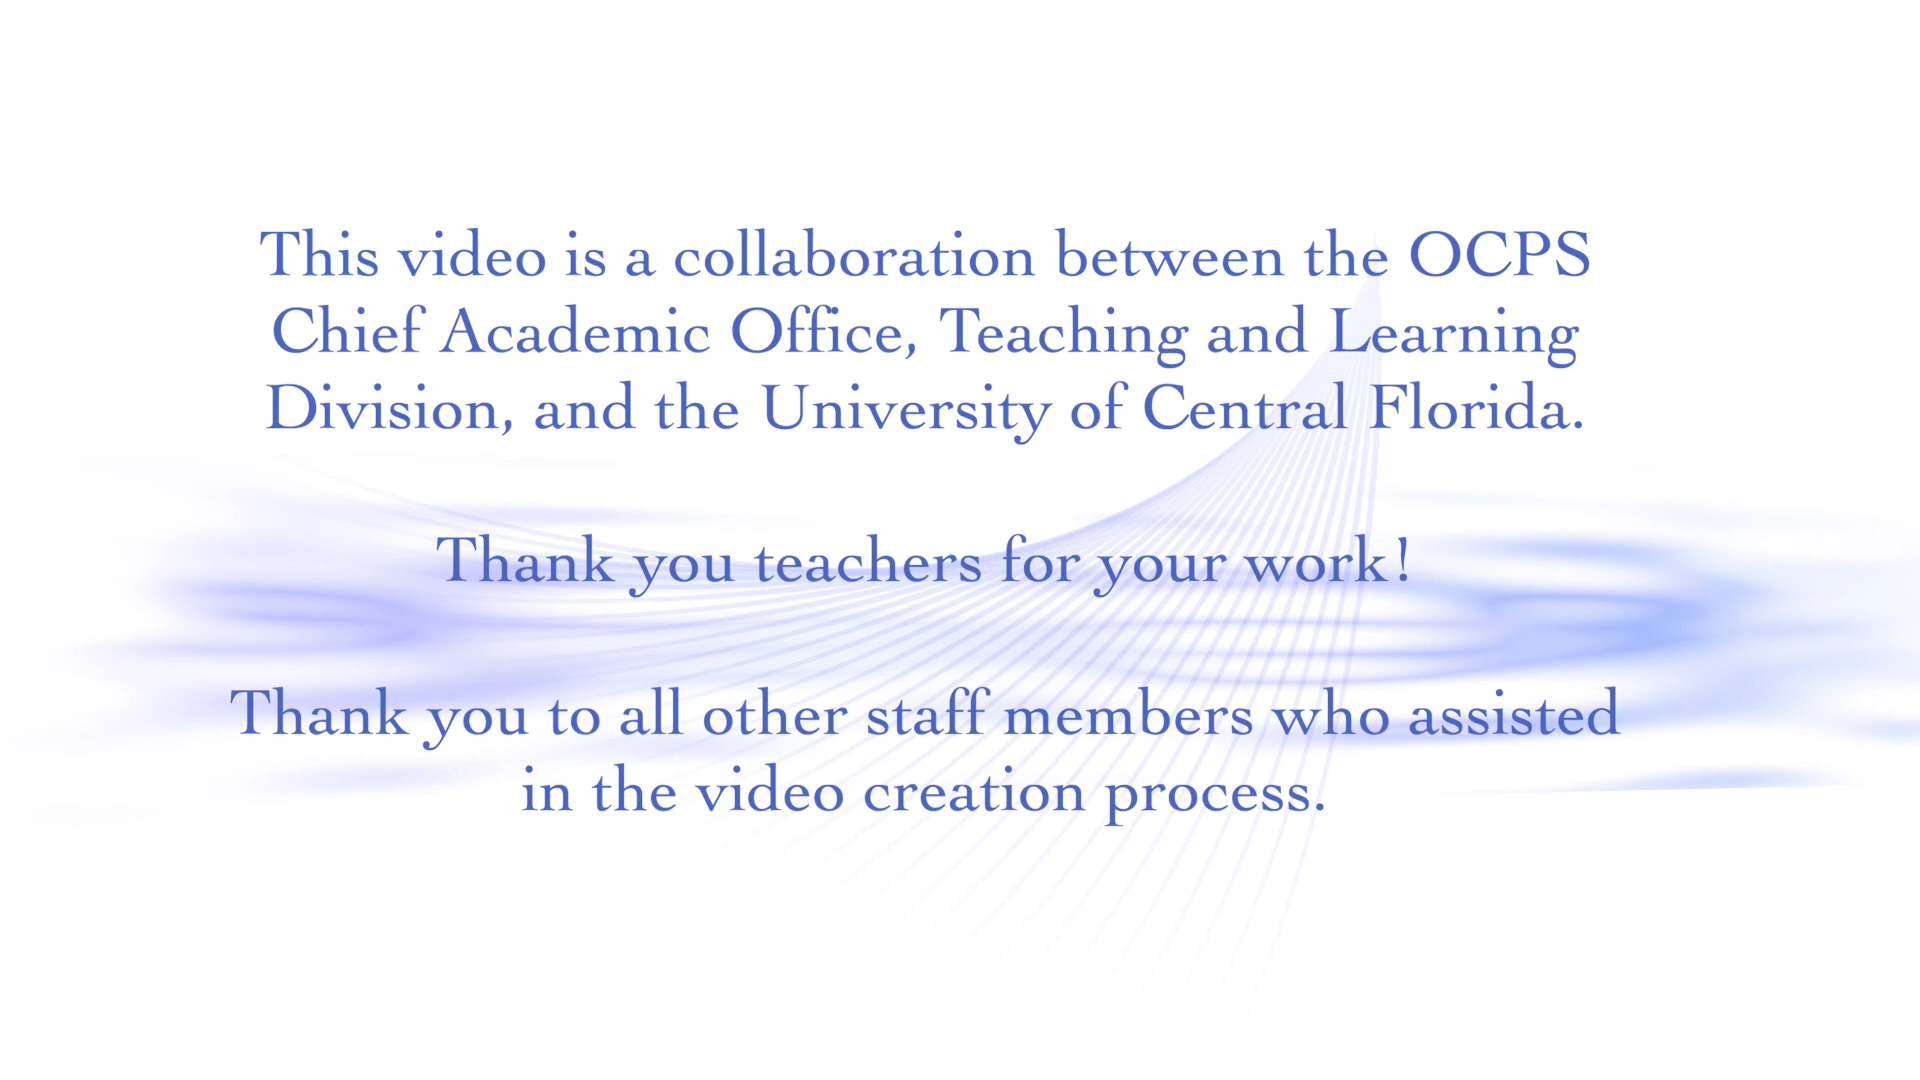 This video is a collaboration between the OCPS
Chief Academic Office, Teaching and Learning
Division, and the University of Central Florida.
Thank you teachers for your work!
Thank you to all other staff members who assisted
in the video creation process.